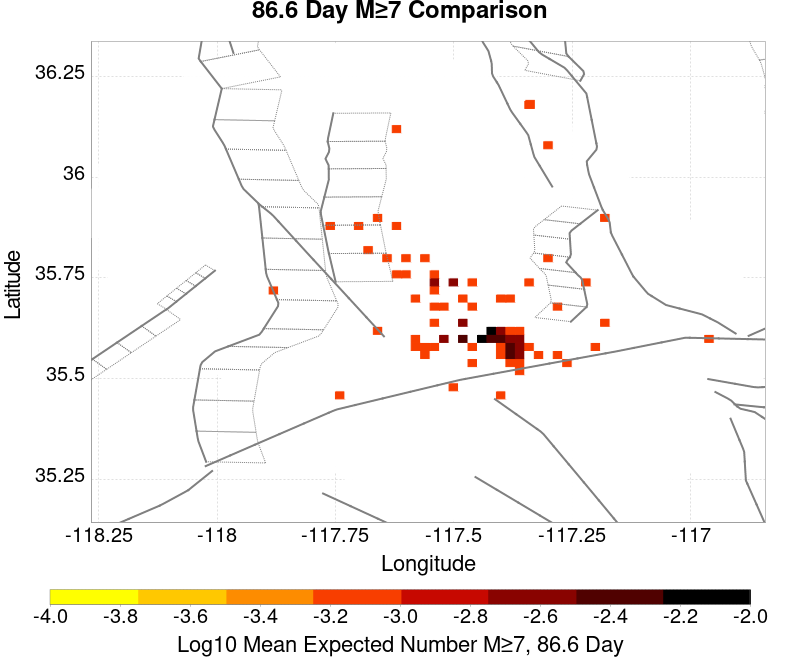 86.6 Day M≥7 Comparison
36.25
36
35.75
35.5
35.25
Latitude
-118.25 -118 -117.75 -117.5 -117.25 -117
Longitude
-4.0 -3.8 -3.6 -3.4 -3.2 -3.0 -2.8 -2.6 -2.4 -2.2 -2.0
Log10 Mean Expected Number M≥7, 86.6 Day